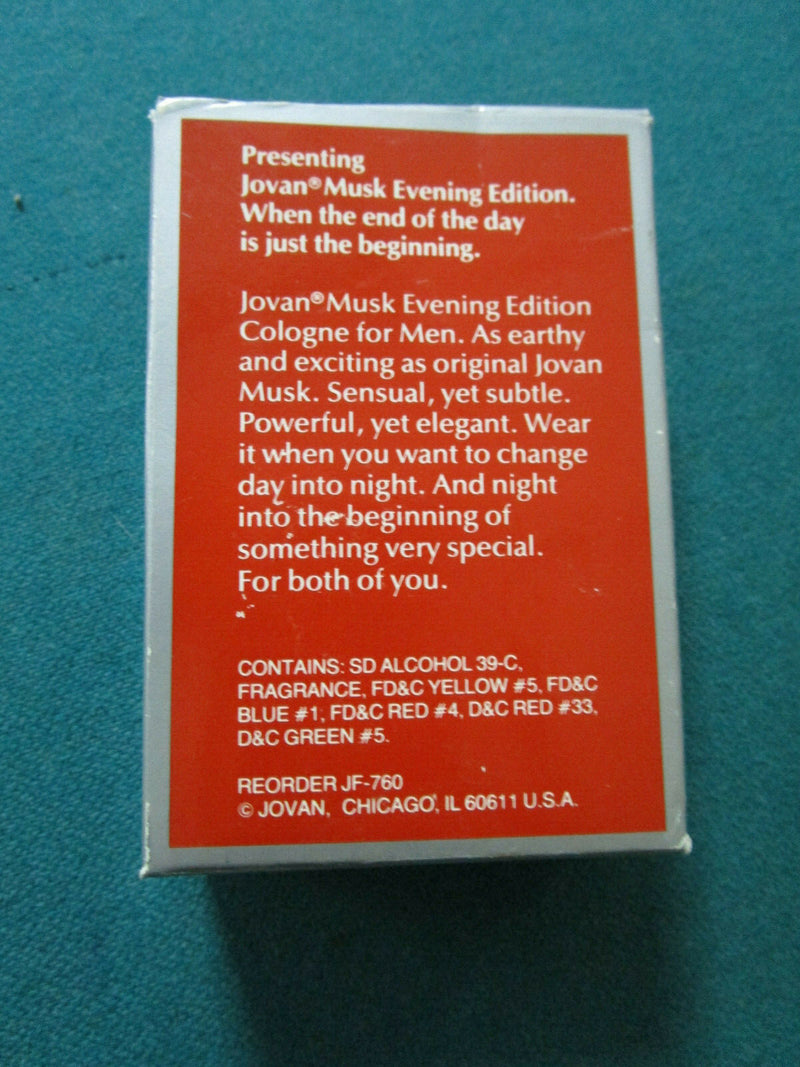 Presenting
Jovan® Musk Evening Edition.
When the end of the day
is just the beginning.
Jovan® Musk Evening Edition
Cologne for Men. As earthy
and exciting as original Jovan
Musk. Sensual, yet subtle.
Powerful, yet elegant. Wear
it when you want to change
day into night. And night
into the beginning of
something very special.
For both of you.
CONTAINS: SD ALCOHOL 39-C,
FRAGRANCE, FD&C YELLOW #5, FD&C
BLUE #1, FD&C RED #4, D&C RED #33,
D&C GREEN #5.
REORDER JF-760
© JOVAN, CHICAGO, IL 60611 U.S.A.